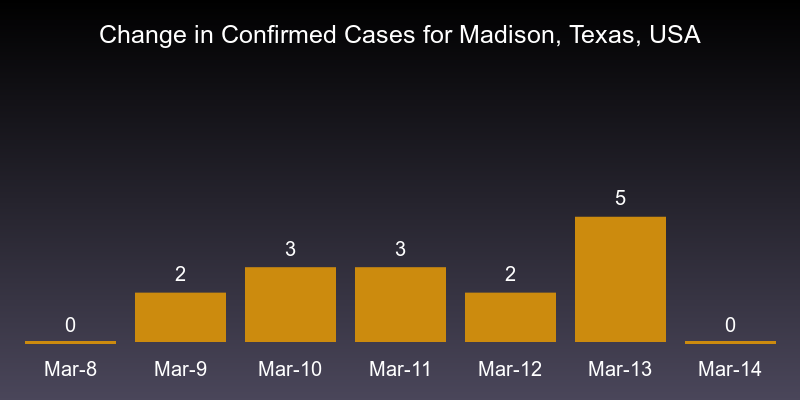 Change in Confirmed Cases for Madison, Texas, USA
5
3
3
2
2
0
0
Mar-8
Mar-9
Mar-10
Mar-11
Mar-12
Mar-13
Mar-14